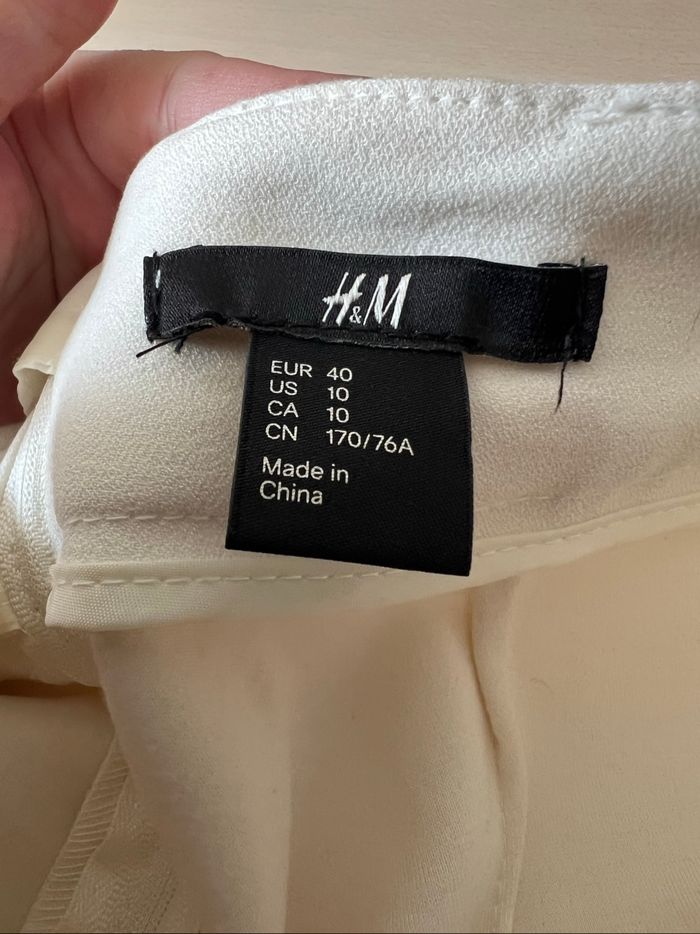 H&M
EUR 40
US 10
CA 10
CN 170/76A
Made in
China